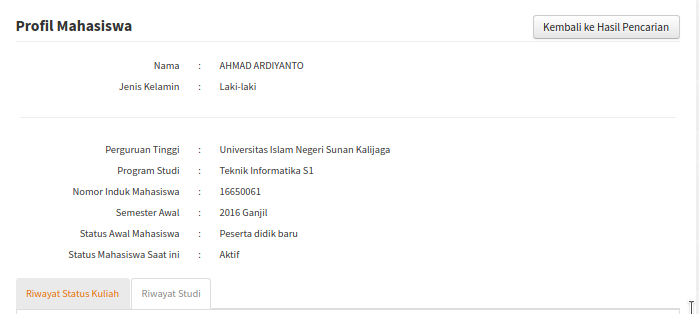 Profil Mahasiswa
Kembali ke Hasil Pencarian
Nama : AHMAD ARDIYANTO
Jenis Kelamin : Laki-laki
Perguruan Tinggi : Universitas Islam Negeri Sunan Kalijaga
Program Studi : Teknik Informatika S1
Nomor Induk Mahasiswa : 16650061
Semester Awal : 2016 Ganjil
Status Awal Mahasiswa : Peserta didik baru
Status Mahasiswa Saat ini : Aktif
Riwayat Status Kuliah
Riwayat Studi